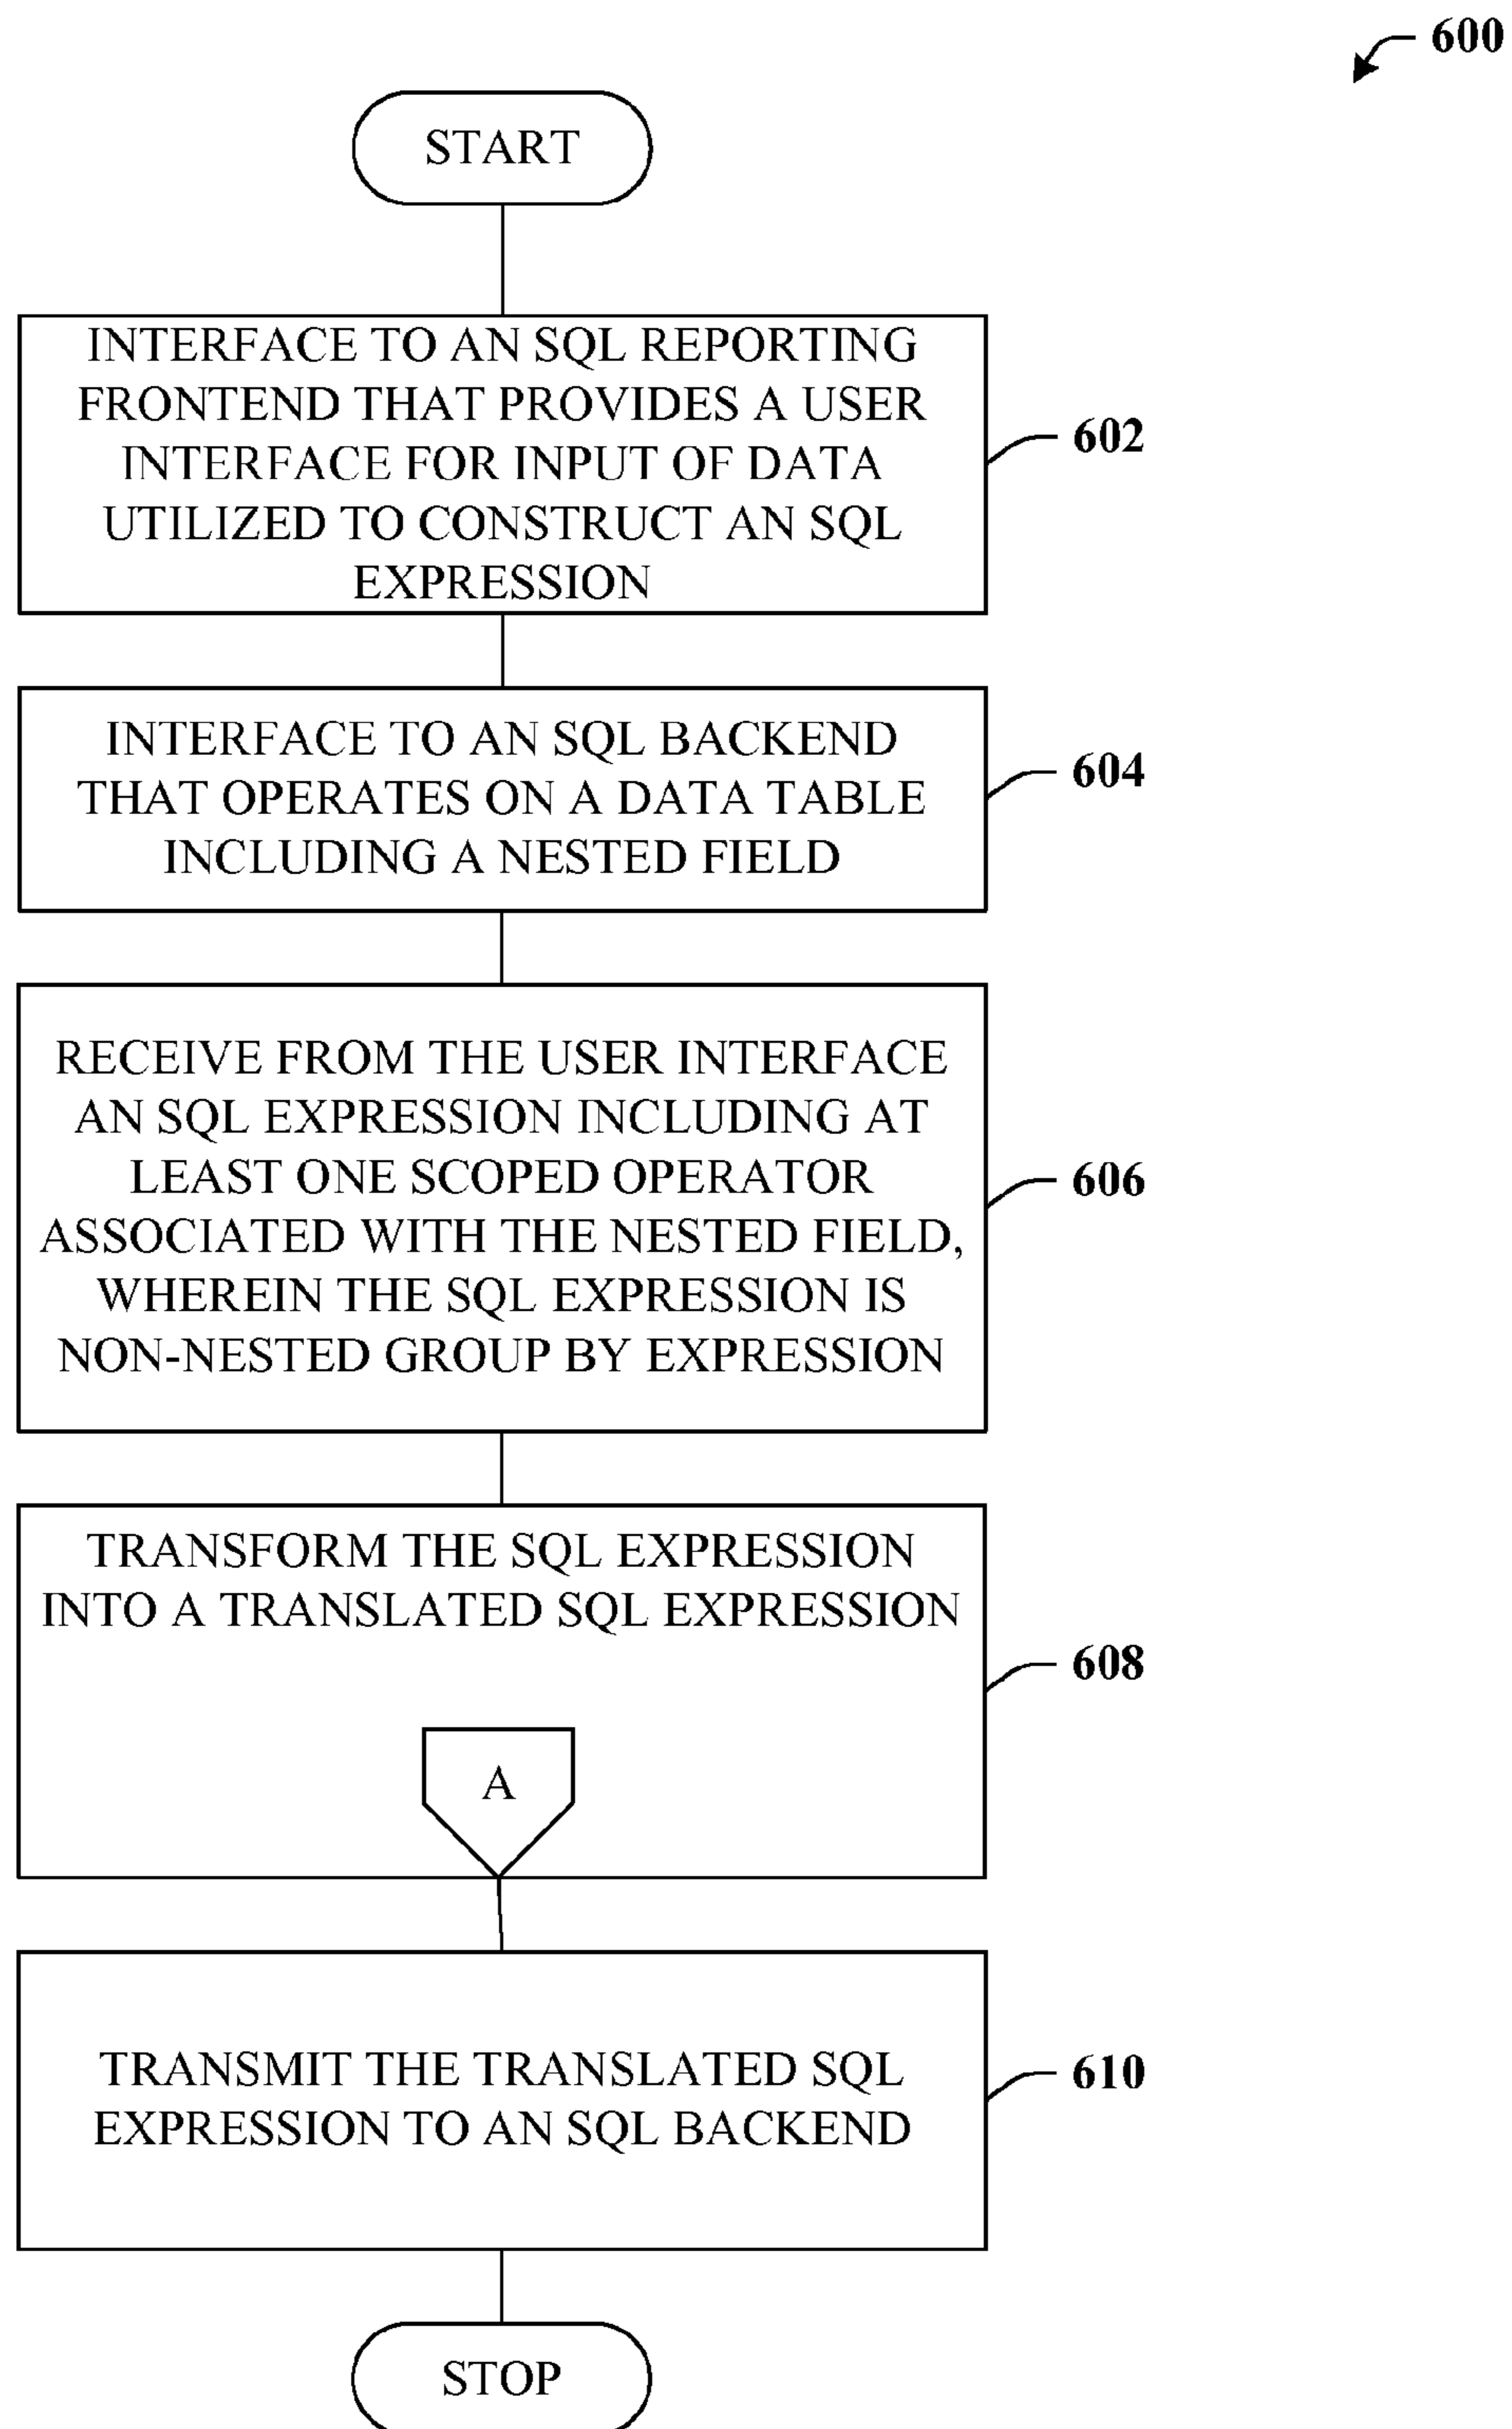 600
START
INTERFACE TO AN SQL REPORTING
FRONTEND THAT PROVIDES A USER
INTERFACE FOR INPUT OF DATA
UTILIZED TO CONSTRUCT AN SQL
EXPRESSION
602
INTERFACE TO AN SQL BACKEND
THAT OPERATES ON A DATA TABLE
INCLUDING A NESTED FIELD
604
RECEIVE FROM THE USER INTERFACE
AN SQL EXPRESSION INCLUDING AT
LEAST ONE SCOPED OPERATOR
ASSOCIATED WITH THE NESTED FIELD,
WHEREIN THE SQL EXPRESSION IS
NON-NESTED GROUP BY EXPRESSION
606
TRANSFORM THE SQL EXPRESSION
INTO A TRANSLATED SQL EXPRESSION
608
A
TRANSMIT THE TRANSLATED SQL
EXPRESSION TO AN SQL BACKEND
610
STOP